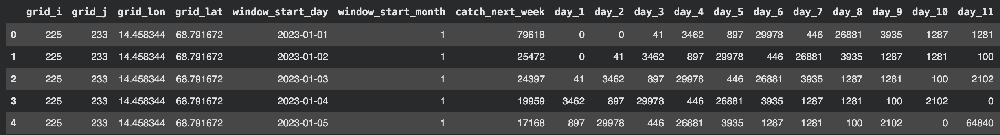 grid_i grid_j grid_lon grid_lat window_start_day window_start_month catch_next_week day_1 day_2 day_3 day_4 day_5 day_6 day_7 day_8 day_9 day_10 day_11
0 225 233 14.458344 68.791672 2023-01-01 1 79618 0 0 41 3462 897 29978 446 26881 3935 1287 1281
1 225 233 14.458344 68.791672 2023-01-02 1 25472 0 41 3462 897 29978 446 26881 3935 1287 1281 100
2 225 233 14.458344 68.791672 2023-01-03 1 24397 41 3462 897 29978 446 26881 3935 1287 1281 100 2102
3 225 233 14.458344 68.791672 2023-01-04 1 19959 3462 897 29978 446 26881 3935 1287 1281 100 2102 0
4 225 233 14.458344 68.791672 2023-01-05 1 17168 897 29978 446 26881 3935 1287 1281 100 2102 0 64840